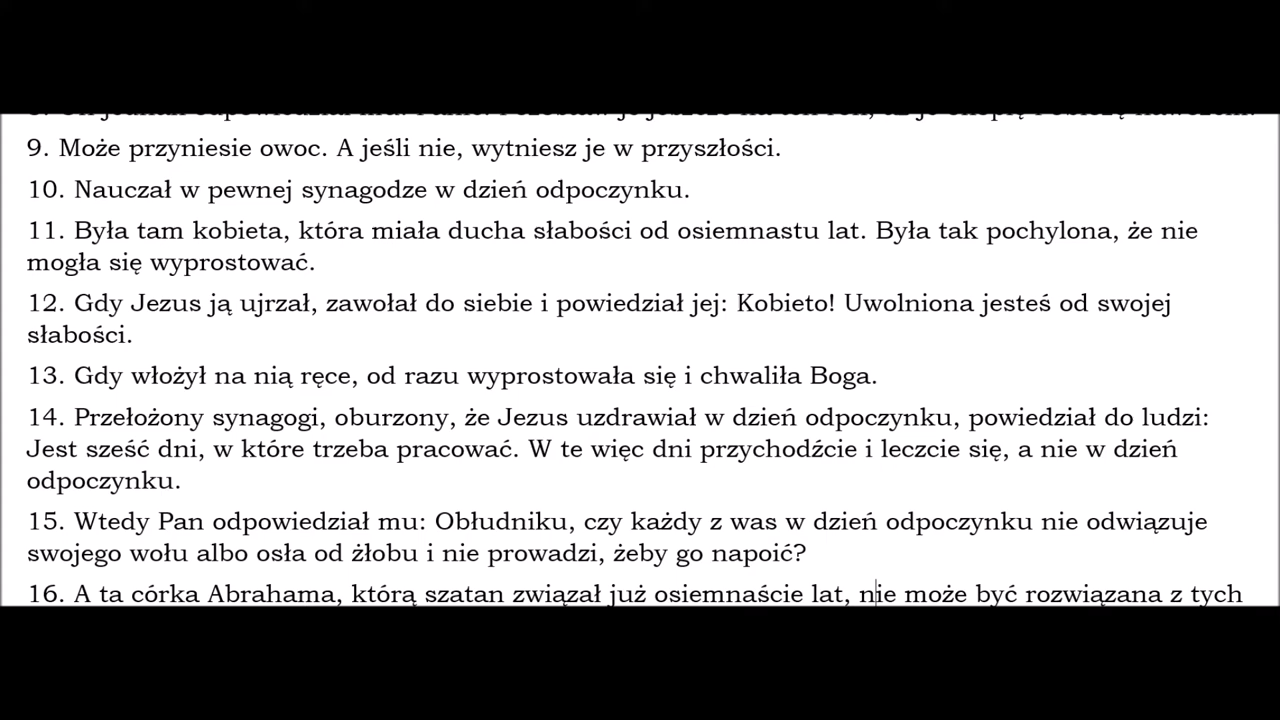 9. Może przyniesie owoc. A jeśli nie, wytniesz je w przyszłości.
10. Nauczał w pewnej synagodze w dzień odpoczynku.
11. Była tam kobieta, która miała ducha słabości od osiemnastu lat. Była tak pochylona, że nie
mogła się wyprostować.
12. Gdy Jezus ją ujrzał, zawołał do siebie i powiedział jej: Kobieto! Uwolniona jesteś od swojej
słabości.
13. Gdy włożył na nią ręce, od razu wyprostowała się i chwaliła Boga.
14. Przełożony synagogi, oburzony, że Jezus uzdrawiał w dzień odpoczynku, powiedział do ludzi:
Jest sześć dni, w które trzeba pracować. W te więc dni przychodźcie i leczcie się, a nie w dzień
odpoczynku.
15. Wtedy Pan odpowiedział mu: Obłudniku, czy każdy z was w dzień odpoczynku nie odwiązuje
swojego wołu albo osła od żłobu i nie prowadzi, żeby go napoić?
16. A ta córka Abrahama, którą szatan związał już osiemnaście lat, nie może być rozwiązana z tych